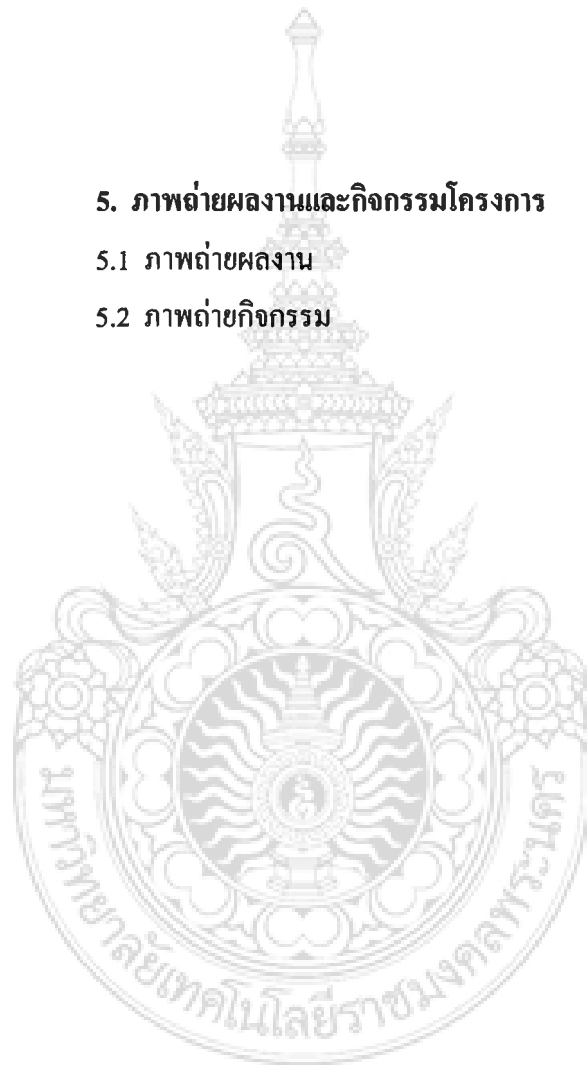 5. ภาพถ่ายผลงานและกิจกรรมโครงการ
5.1 ภาพถ่ายผลงาน
5.2 ภาพถ่ายกิจกรรม
มหาวิทยาลัยเทคโนโลยีราชมงคลพระนคร